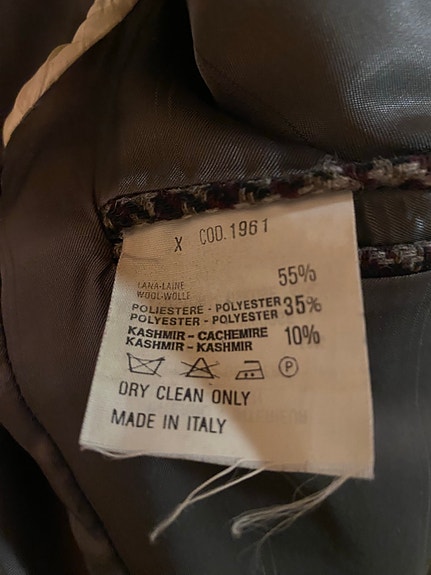 X COD.1961
LANA-LAINE
WOOL-WOLLE 55%
POLIESTERE - POLYESTER 35%
POLYESTER - POLYESTER
KASHMIR - CACHEMIRE 10%
KASHMIR - KASHMIR
P
DRY CLEAN ONLY
MADE IN ITALY